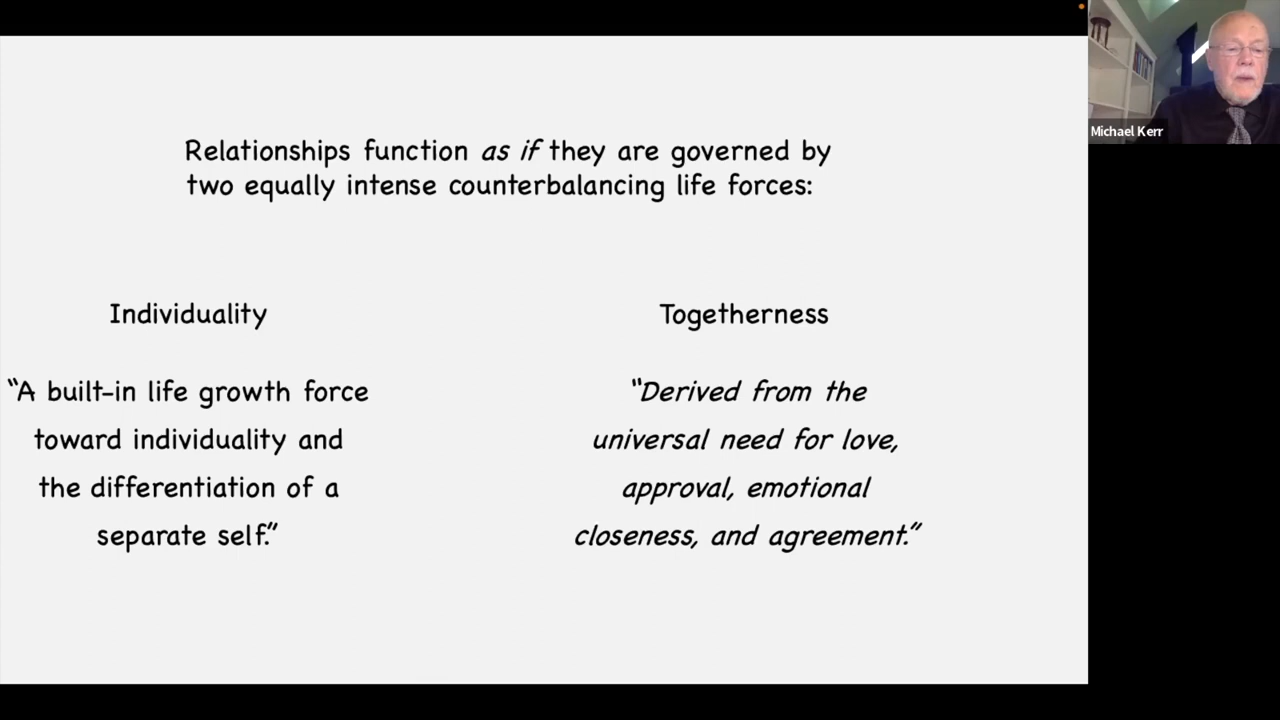 Relationships function as if they are governed by
two equally intense counterbalancing life forces:
Individuality
“A built-in life growth force
toward individuality and
the differentiation of a
separate self.”
Togetherness
“Derived from the
universal need for love,
approval, emotional
closeness, and agreement.”
Michael Kerr